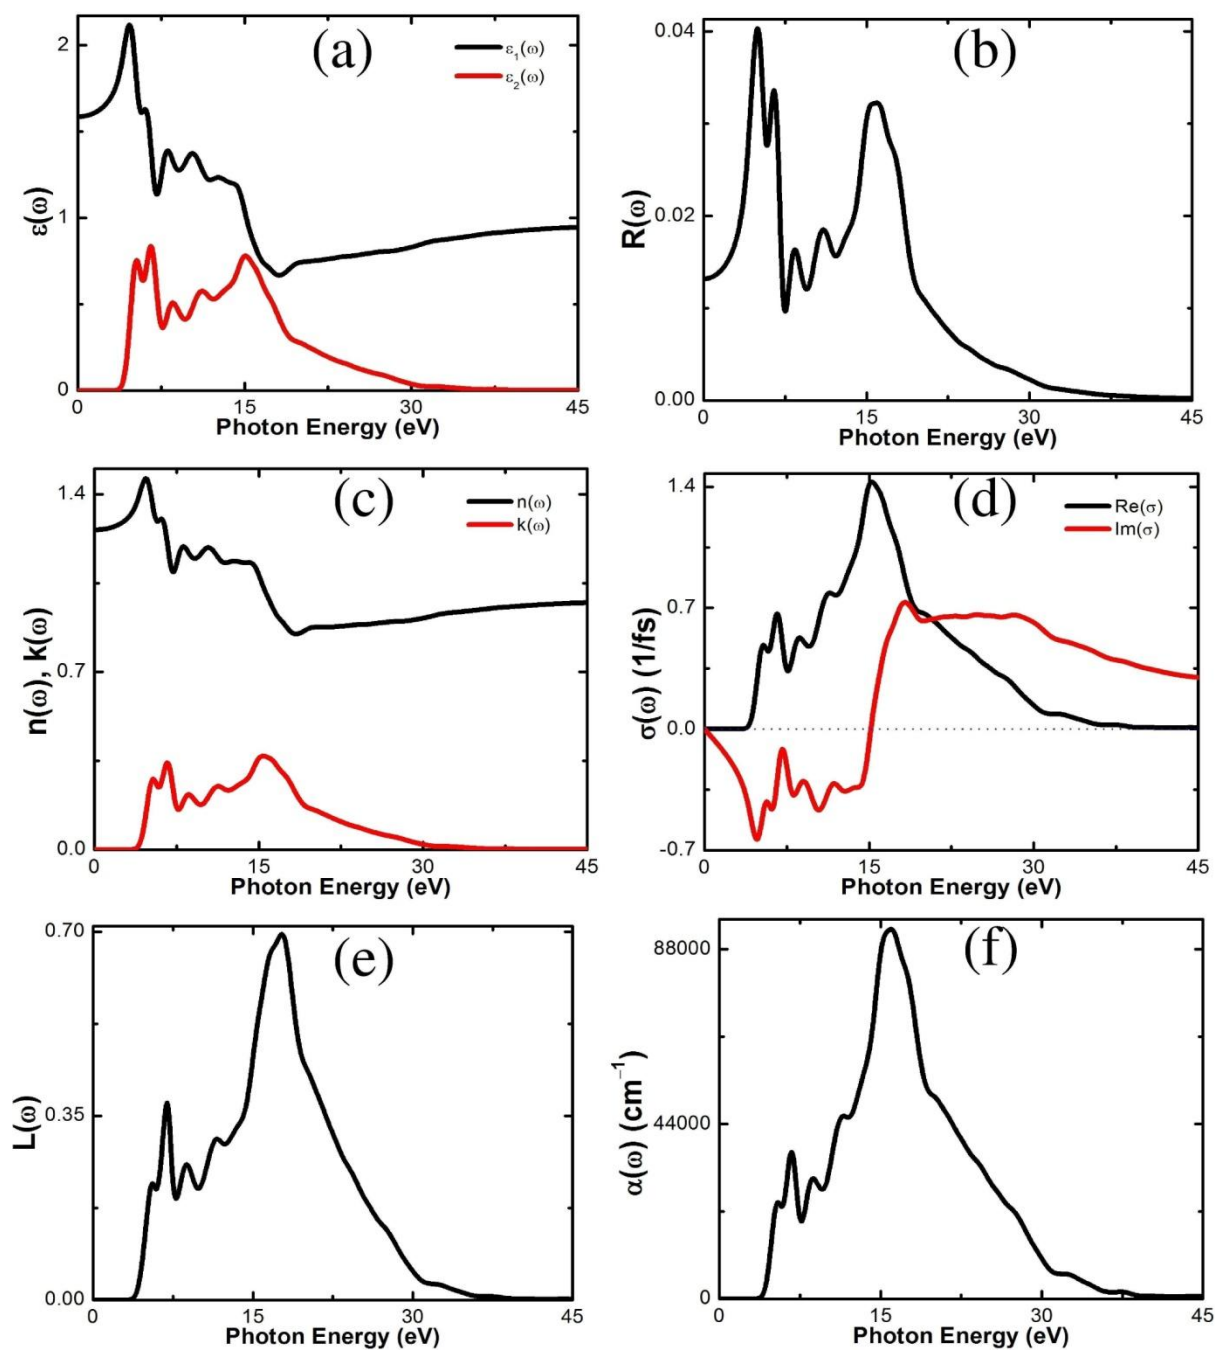 (a)
ε₁(ω)
ε₂(ω)
2
1
0
ε(ω)
0 15 30 45
Photon Energy (eV)
(b)
0.04
0.02
0.00
R(ω)
0 15 30 45
Photon Energy (eV)
(c)
n(ω)
k(ω)
1.4
0.7
0.0
n(ω), k(ω)
0 15 30 45
Photon Energy (eV)
(d)
Re(σ)
Im(σ)
1.4
0.7
0.0
-0.7
σ(ω) (1/fs)
0 15 30 45
Photon Energy (eV)
(e)
0.70
0.35
0.00
L(ω)
0 15 30 45
Photon Energy (eV)
(f)
88000
44000
0
α(ω) (cm⁻¹)
0 15 30 45
Photon Energy (eV)